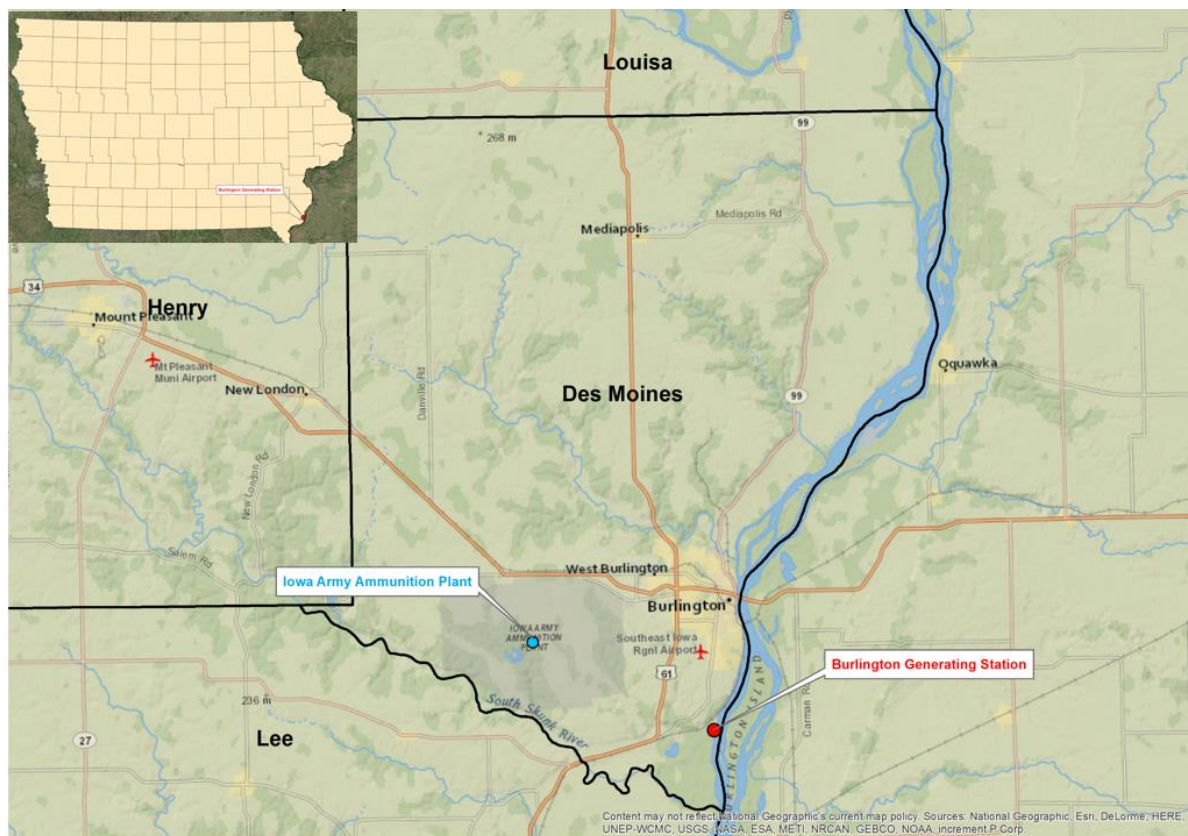 Louisa
99
268 m
Burlington Generating Station
Mediapolis Rd
Mediapolis
34
Henry
Mount Pleasant
Mt Pleasant
Muni Airport
Oquawka
New London
Des Moines
99
Danville Rd
New London Rd
Salem Rd
Iowa Army Ammunition Plant
West Burlington
Burlington
IOWA ARMY
AMMUNITION
PLANT
Southeast Iowa
Rgnl Airport
61
Burlington Generating Station
BURLINGTON ISLAND
Carman Rd
236 m
South Skunk
River
Lee
27
Content may not reflect National Geographic's current map policy. Sources: National Geographic, Esri, DeLorme, HERE,
UNEP-WCMC, USGS, NASA, ESA, METI, NRCAN, GEBCO, NOAA, increment P Corp.